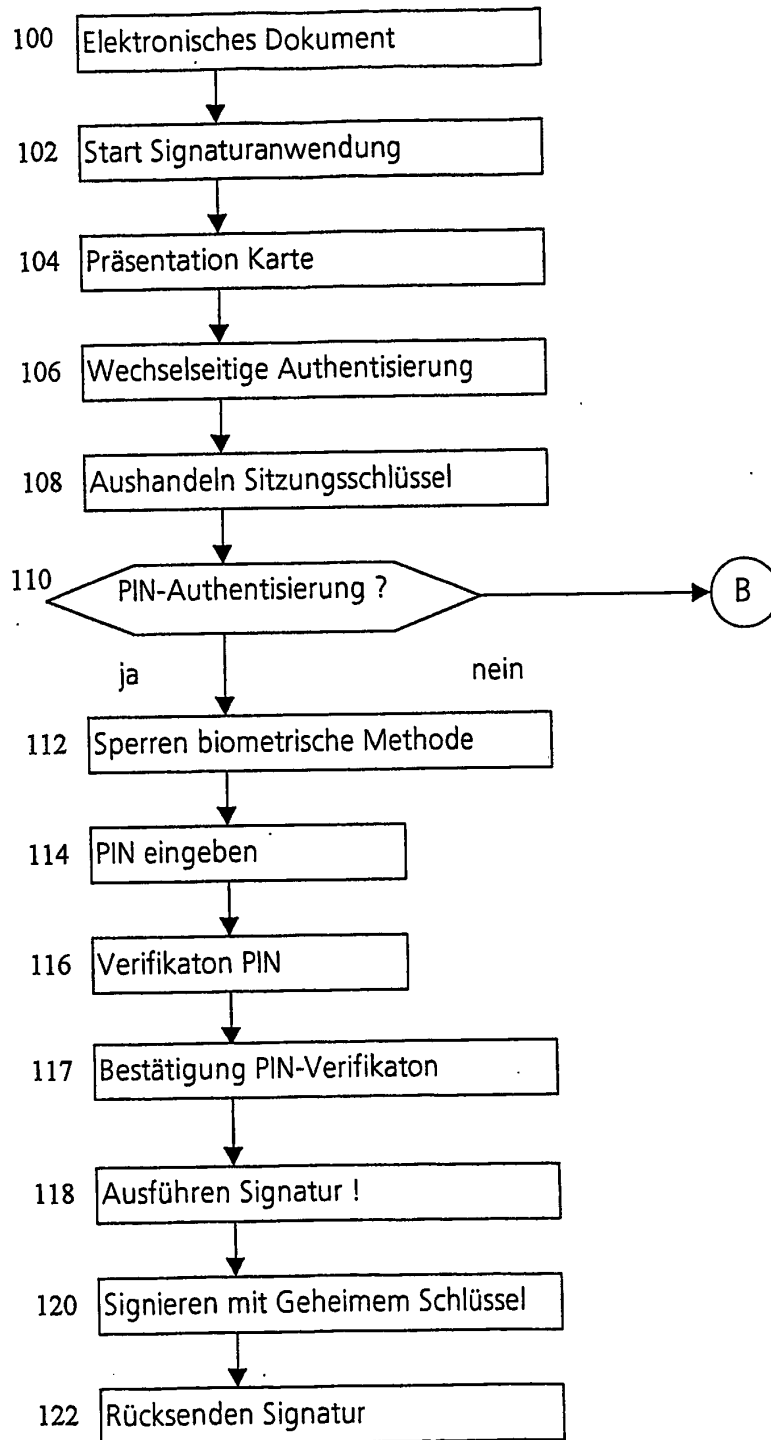 100 Elektronisches Dokument
102 Start Signaturanwendung
104 Präsentation Karte
106 Wechselseitige Authentisierung
108 Aushandeln Sitzungsschlüssel
110 PIN-Authentisierung ? B
ja nein
112 Sperren biometrische Methode
114 PIN eingeben
116 Verifikaton PIN
117 Bestätigung PIN-Verifikaton
118 Ausführen Signatur !
120 Signieren mit Geheimem Schlüssel
122 Rücksenden Signatur